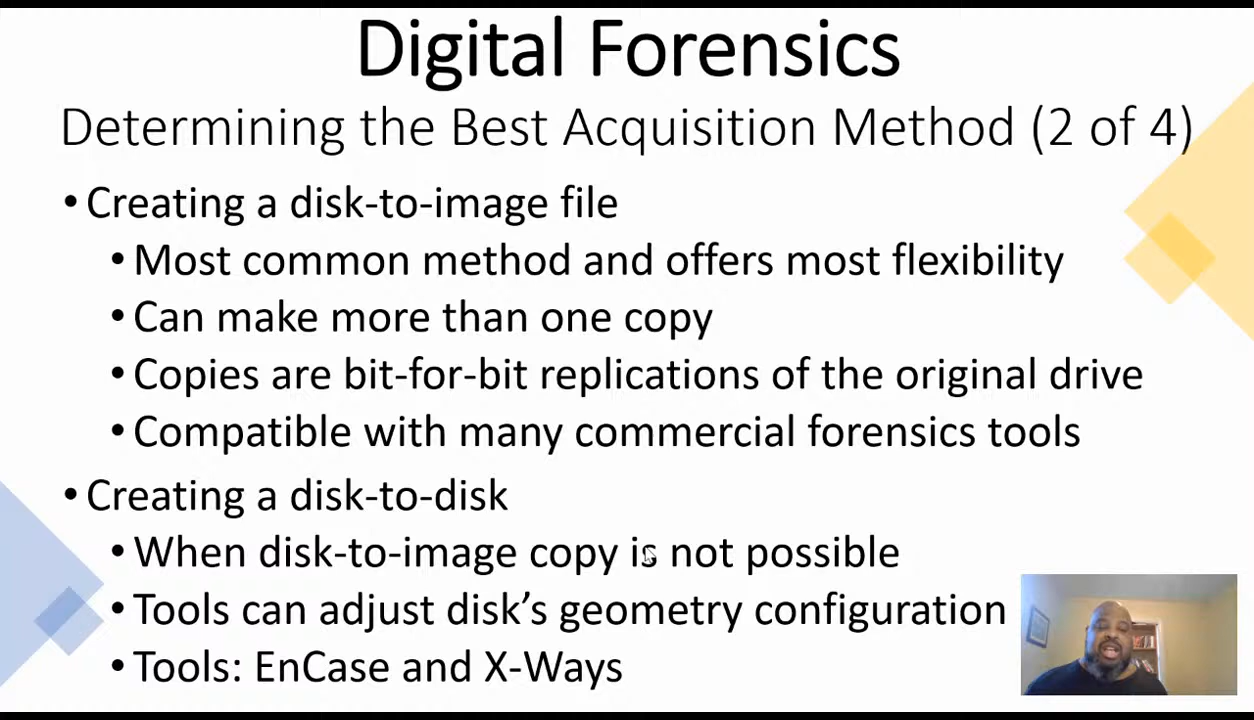 Digital Forensics
Determining the Best Acquisition Method (2 of 4)
• Creating a disk-to-image file
• Most common method and offers most flexibility
• Can make more than one copy
• Copies are bit-for-bit replications of the original drive
• Compatible with many commercial forensics tools
• Creating a disk-to-disk
• When disk-to-image copy is not possible
• Tools can adjust disk’s geometry configuration
• Tools: EnCase and X-Ways